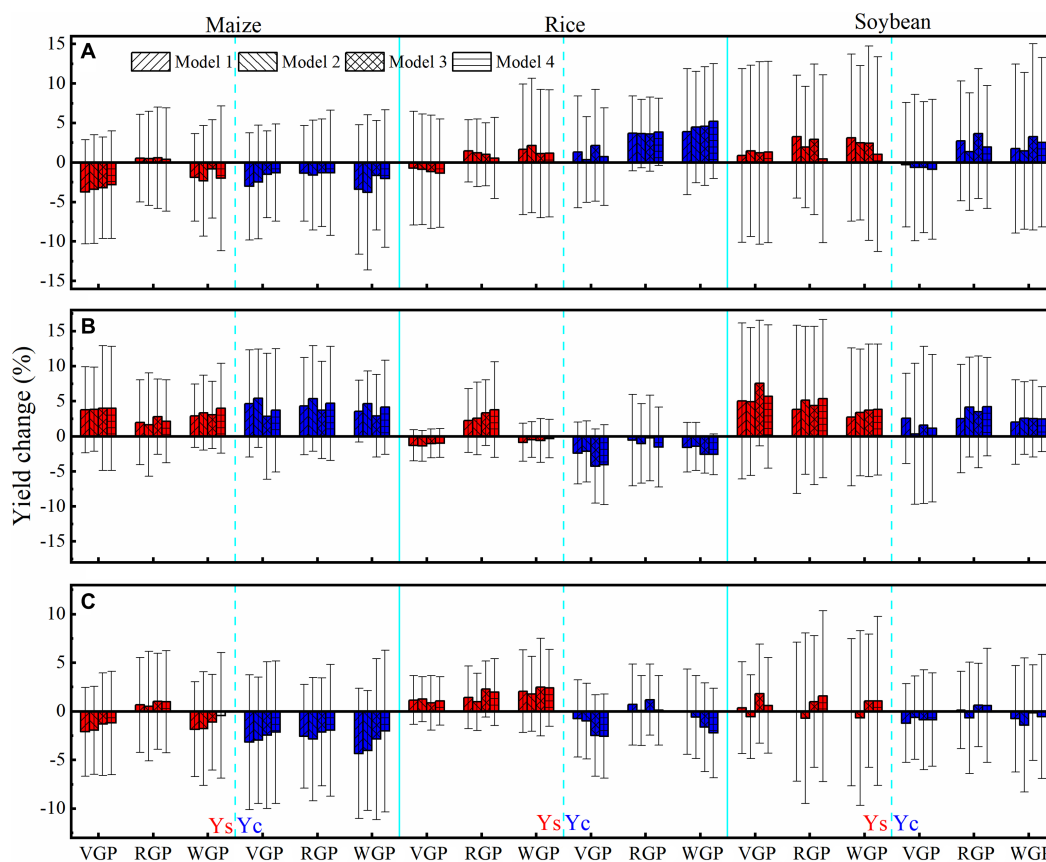 Maize Rice Soybean
A
Model 1 Model 2 Model 3 Model 4
15
10
5
0
-5
-10
-15
B
15
10
5
0
-5
-10
-15
Yield change (%)
C
10
5
0
-5
-10
Ys Yc Ys Yc Ys Yc
VGP RGP WGP VGP RGP WGP VGP RGP WGP VGP RGP WGP VGP RGP WGP VGP RGP WGP